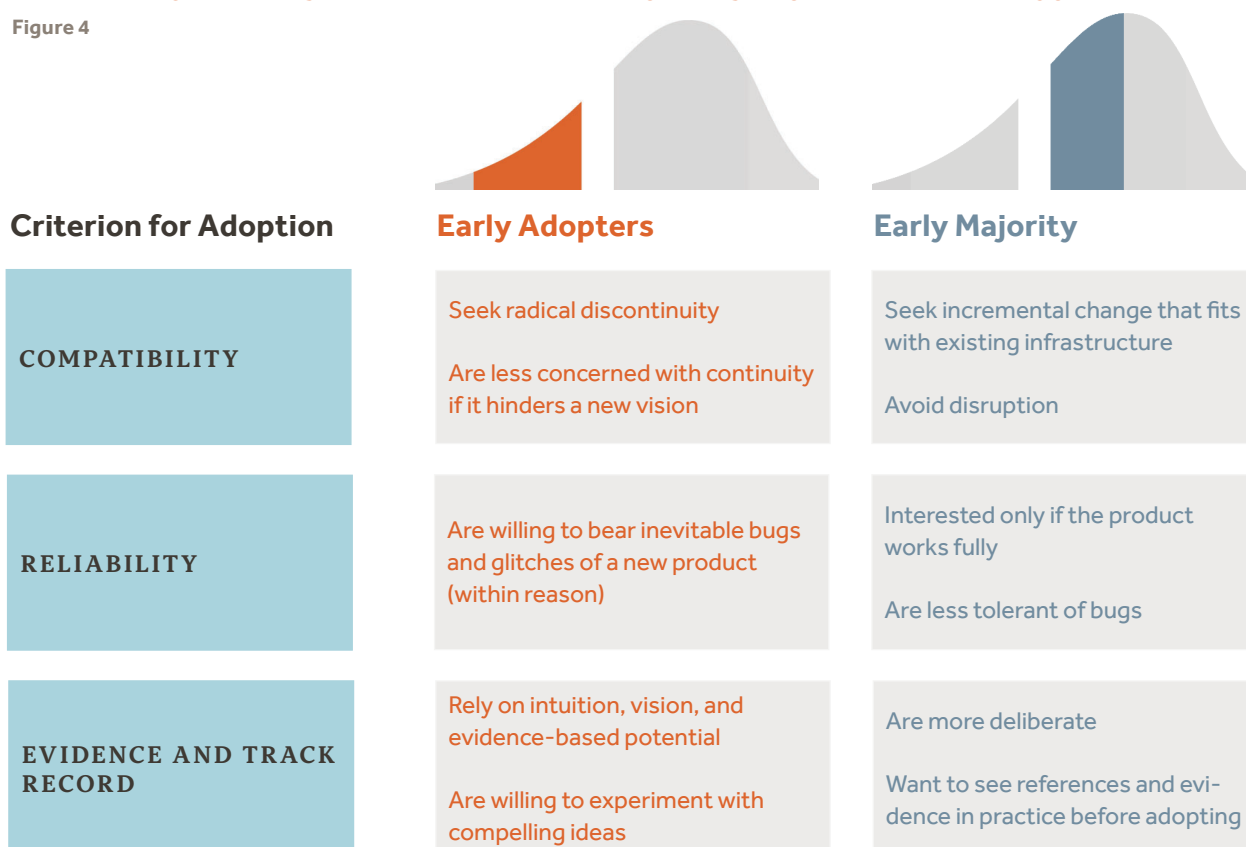 Figure 4
Criterion for Adoption
Early Adopters
Early Majority
COMPATIBILITY
Seek radical discontinuity
Are less concerned with continuity
if it hinders a new vision
Seek incremental change that fits
with existing infrastructure
Avoid disruption
RELIABILITY
Are willing to bear inevitable bugs
and glitches of a new product
(within reason)
Interested only if the product
works fully
Are less tolerant of bugs
EVIDENCE AND TRACK
RECORD
Rely on intuition, vision, and
evidence-based potential
Are willing to experiment with
compelling ideas
Are more deliberate
Want to see references and evi-
dence in practice before adopting